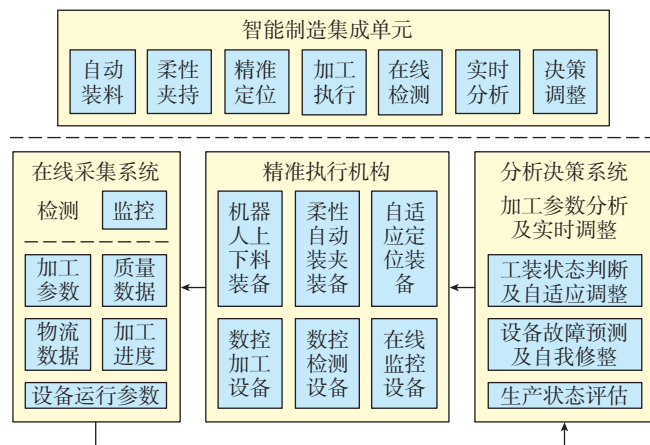 智能制造集成单元
自动
装料
柔性
夹持
精准
定位
加工
执行
在线
检测
实时
分析
决策
调整
在线采集系统
检测
监控
加工
参数
质量
数据
物流
数据
加工
进度
设备运行参数
精准执行机构
机器
人上
下料
装备
柔性
自动
装夹
装备
自适
应定
位装
备
数控
加工
设备
数控
检测
设备
在线
监控
设备
分析决策系统
加工参数分析
及实时调整
工装状态判断
及自适应调整
设备故障预测
及自我修整
生产状态评估